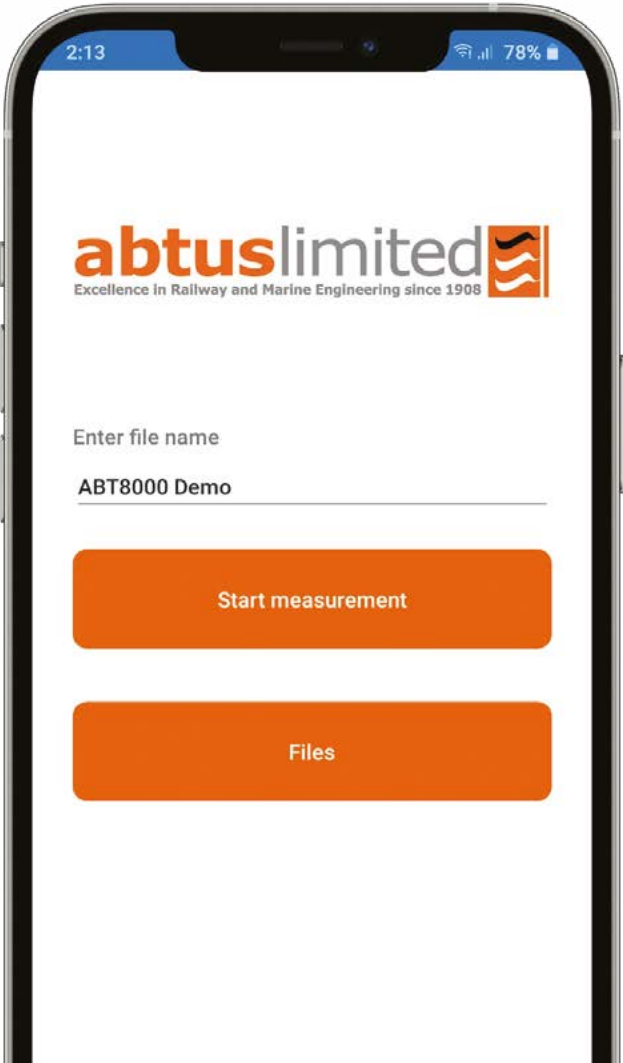 2:13 78%
abtuslimited
Excellence in Railway and Marine Engineering since 1908
Enter file name
ABT8000 Demo
Start measurement
Files